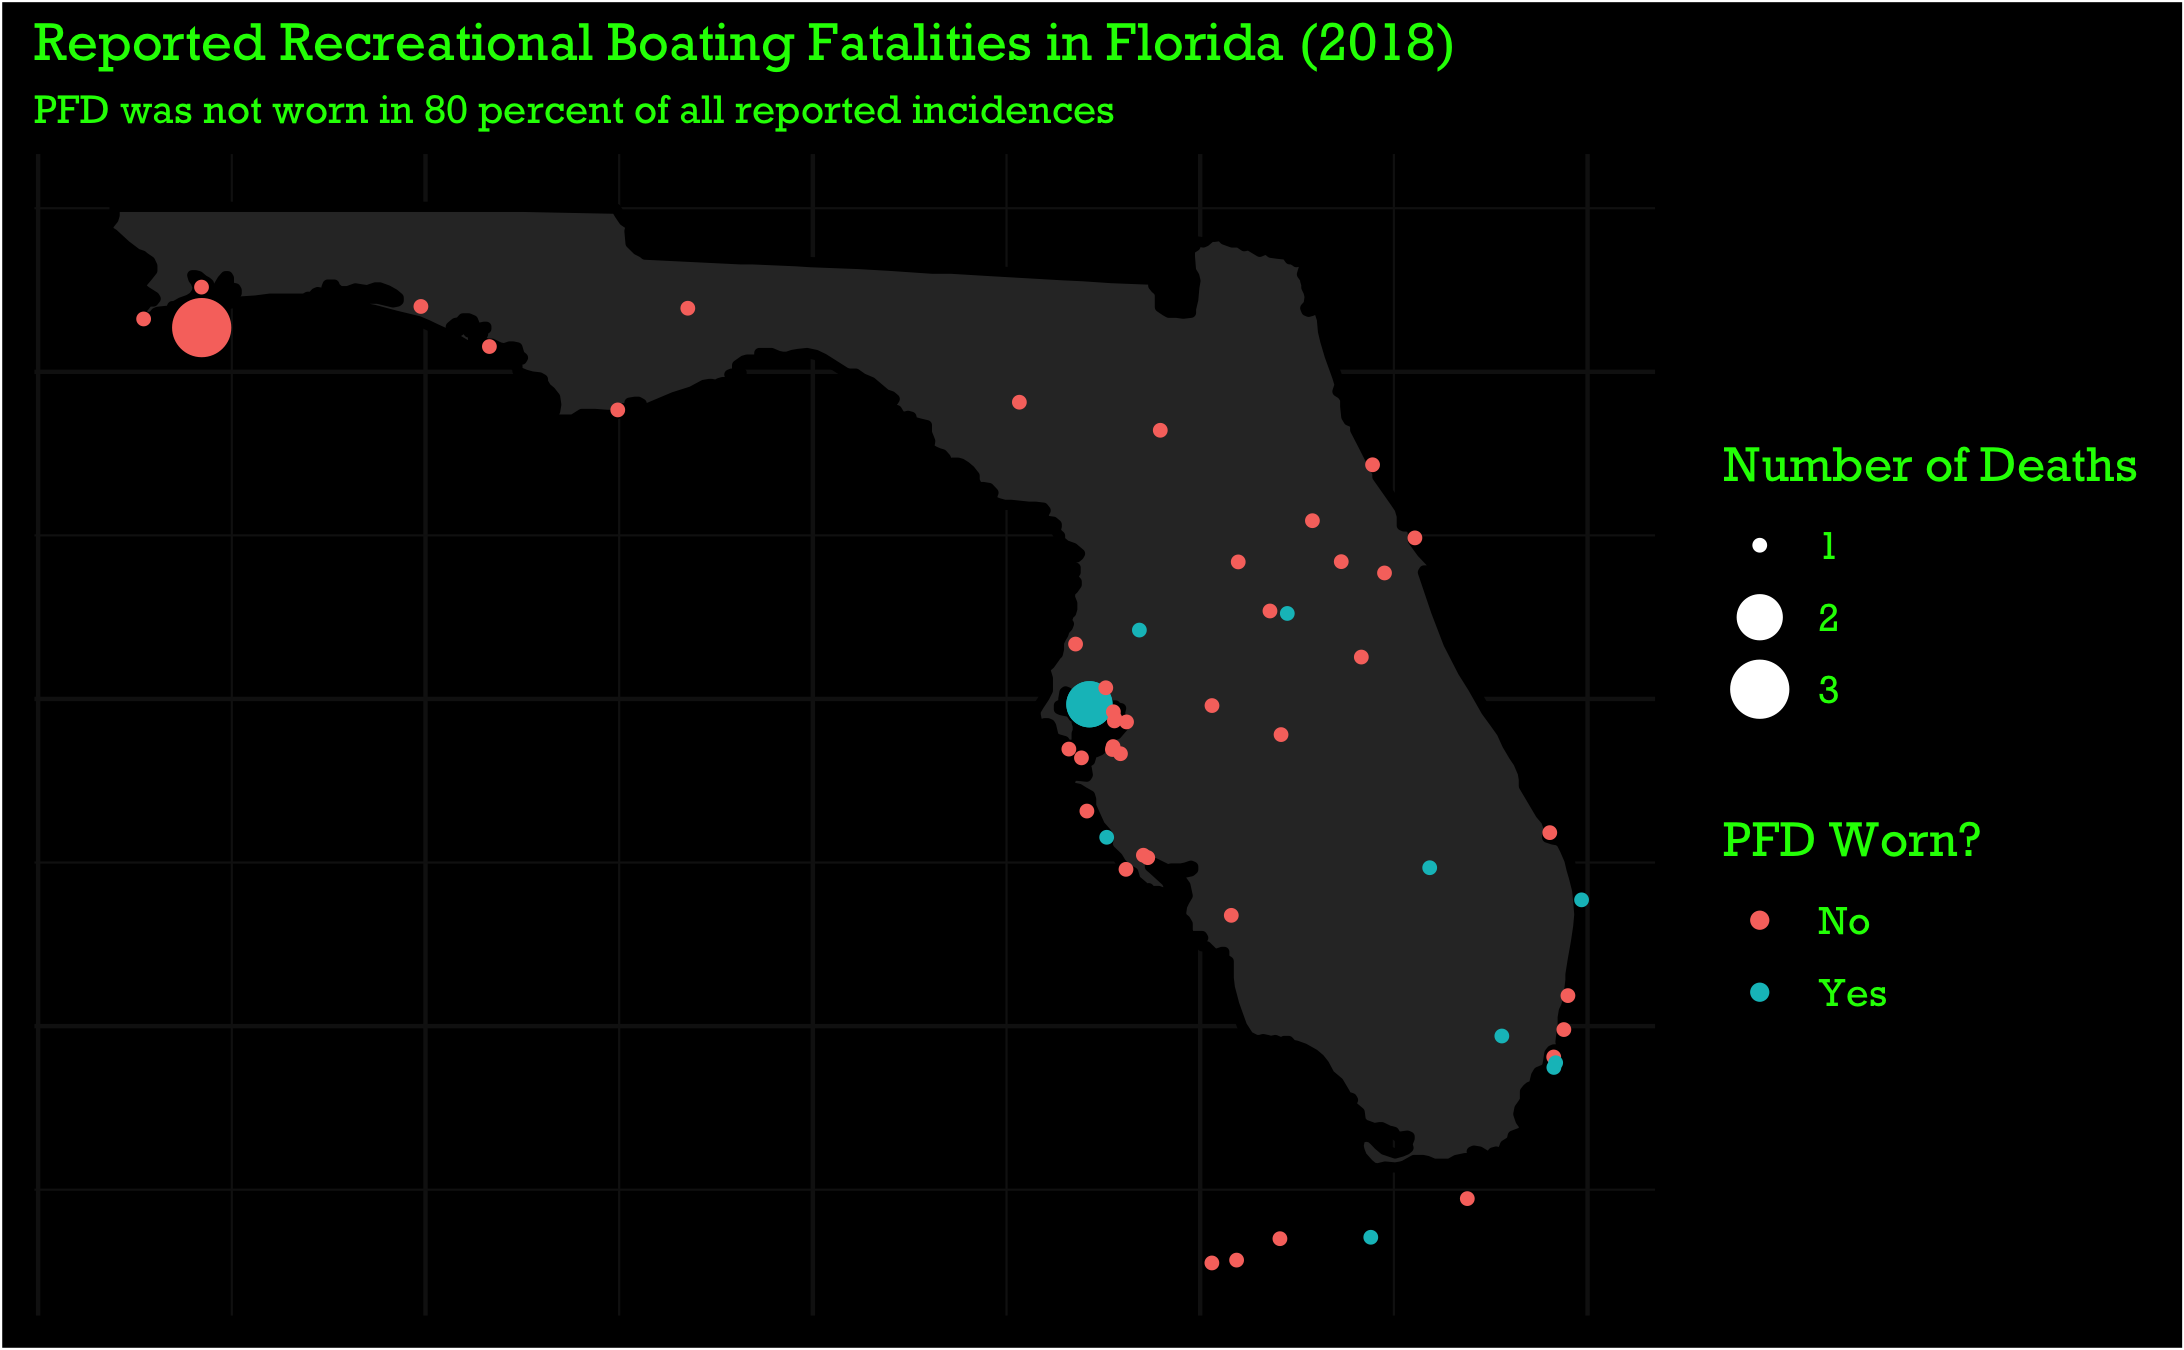 Reported Recreational Boating Fatalities in Florida (2018)
PFD was not worn in 80 percent of all reported incidences
Number of Deaths
1
2
3
PFD Worn?
No
Yes